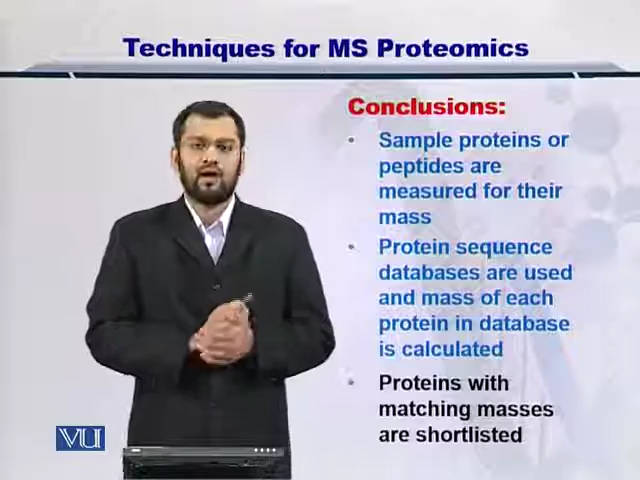 Techniques for MS Proteomics
Conclusions:
• Sample proteins or
peptides are
measured for their
mass
• Protein sequence
databases are used
and mass of each
protein in database
is calculated
• Proteins with
matching masses
are shortlisted
VU